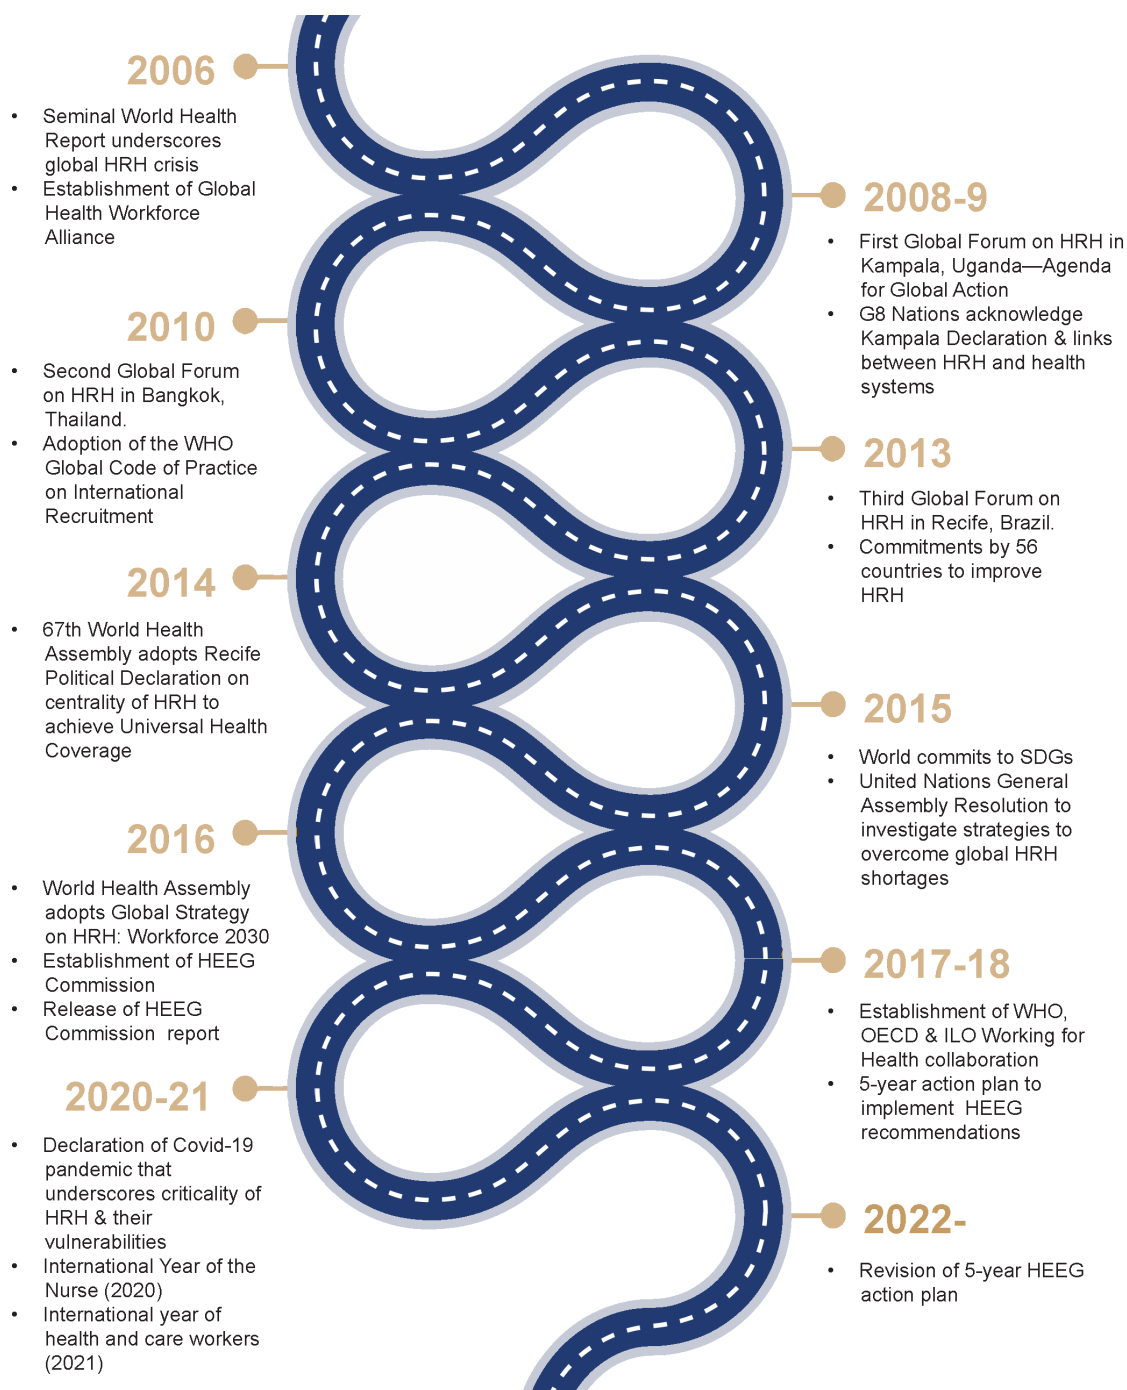 2006
• Seminal World Health
Report underscores
global HRH crisis
• Establishment of Global
Health Workforce
Alliance
2008-9
• First Global Forum on HRH in
Kampala, Uganda—Agenda
for Global Action
• G8 Nations acknowledge
Kampala Declaration & links
between HRH and health
systems
2010
• Second Global Forum
on HRH in Bangkok,
Thailand.
• Adoption of the WHO
Global Code of Practice
on International
Recruitment
2013
• Third Global Forum on
HRH in Recife, Brazil.
• Commitments by 56
countries to improve
HRH
2014
• 67th World Health
Assembly adopts Recife
Political Declaration on
centrality of HRH to
achieve Universal Health
Coverage
2015
• World commits to SDGs
• United Nations General
Assembly Resolution to
investigate strategies to
overcome global HRH
shortages
2016
• World Health Assembly
adopts Global Strategy
on HRH: Workforce 2030
• Establishment of HEEG
Commission
• Release of HEEG
Commission report
2017-18
• Establishment of WHO,
OECD & ILO Working for
Health collaboration
• 5-year action plan to
implement HEEG
recommendations
2020-21
• Declaration of Covid-19
pandemic that
underscores criticality of
HRH & their
vulnerabilities
• International Year of the
Nurse (2020)
• International year of
health and care workers
(2021)
2022-
• Revision of 5-year HEEG
action plan